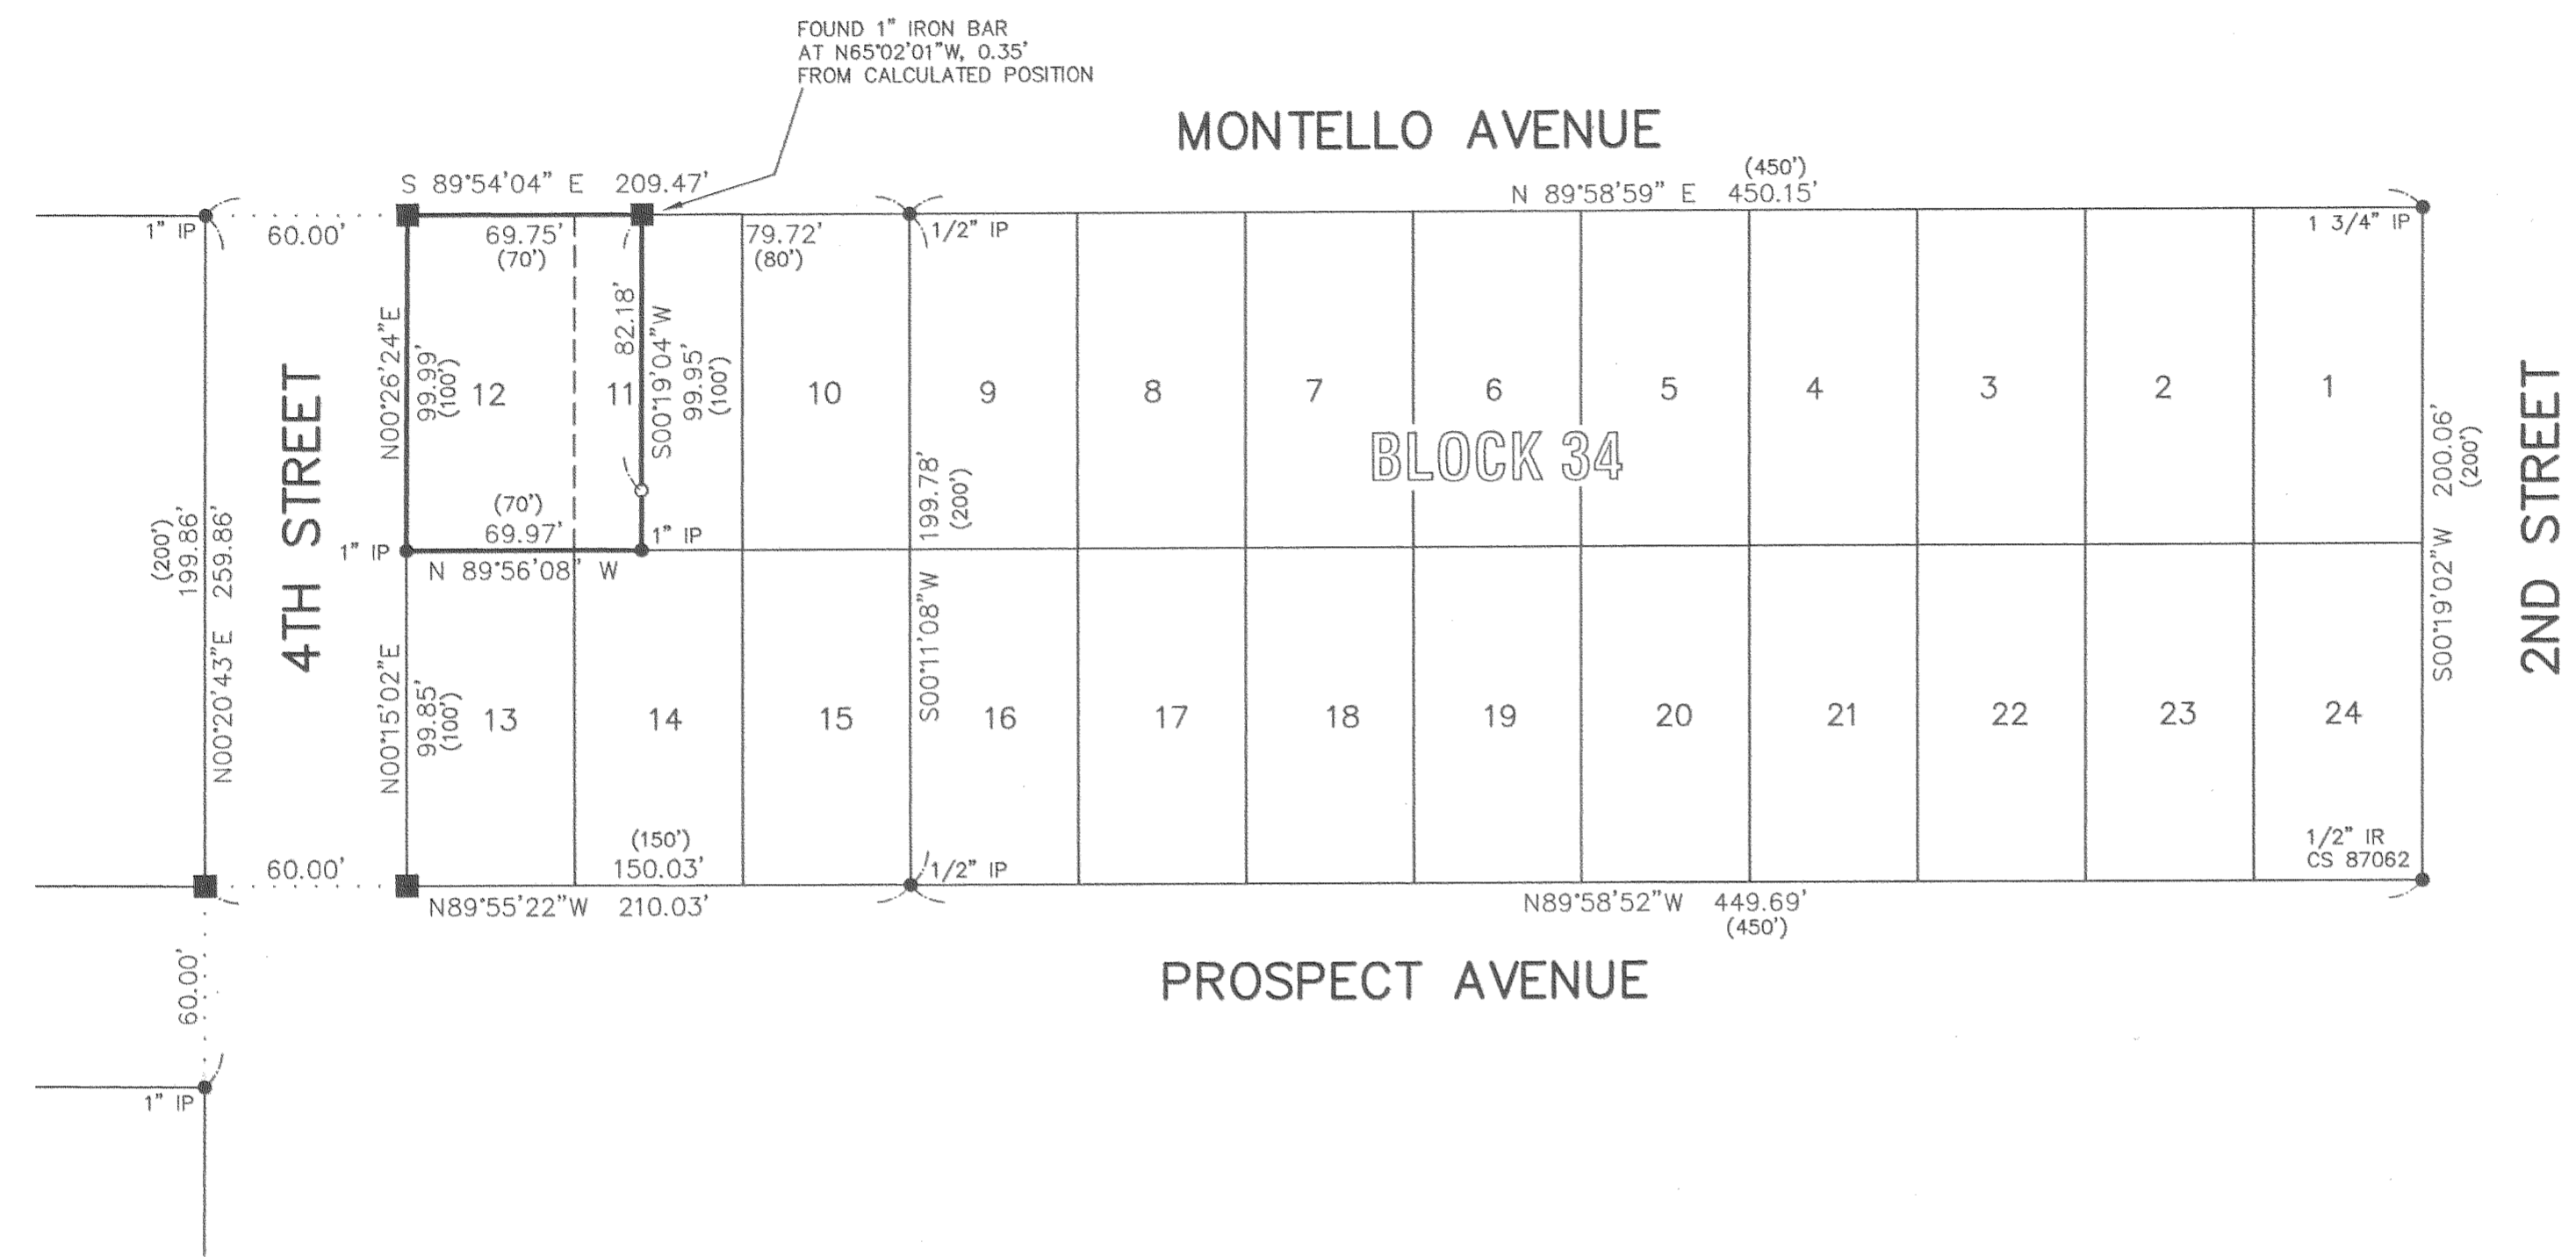 FOUND 1" IRON BAR
AT N65°02'01"W, 0.35'
FROM CALCULATED POSITION
MONTELLO AVENUE
S 89°54'04" E 209.47'
(450')
N 89°58'59" E 450.15'
1" IP
60.00'
69.75'
(70')
79.72'
(80')
1/2" IP
1 3/4" IP
N00°26'24"E
99.99'
(100')
82.18'
S00°19'04"W
99.95'
(100')
12
11
10
9
8
7
6
5
4
3
2
1
BLOCK 34
4TH STREET
2ND STREET
(200')
199.86'
N00°20'43"E 259.86'
(70')
69.97'
1" IP
1" IP
N 89°56'08" W
199.78'
(200')
S00°11'08"W
S00°19'02"W 200.06'
(200')
N00°15'02"E
99.85'
(100')
13
14
15
16
17
18
19
20
21
22
23
24
60.00'
(150')
150.03'
1/2" IP
1/2" IR
CS 87062
N89°55'22"W 210.03'
N89°58'52"W 449.69'
(450')
PROSPECT AVENUE
60.00'
1" IP